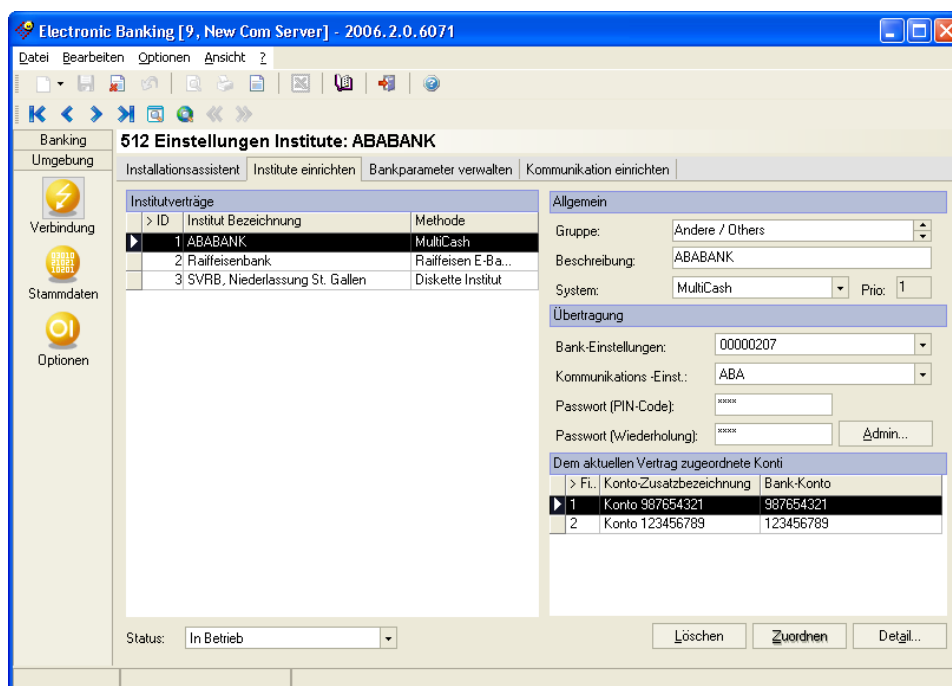 Electronic Banking [9, New Com Server] - 2006.2.0.6071
Datei Bearbeiten Optionen Ansicht ?
Banking
Umgebung
Verbindung
Stammdaten
Optionen
512 Einstellungen Institute: ABABANK
Installationsassistent Institute einrichten Bankparameter verwalten Kommunikation einrichten
Institutverträge
> ID Institut Bezeichnung Methode
1 ABABANK MultiCash
2 Raiffeisenbank Raiffeisen E-Ba...
3 SVRB, Niederlassung St. Gallen Diskette Institut
Status: In Betrieb
Allgemein
Gruppe: Andere / Others
Beschreibung: ABABANK
System: MultiCash Prio: 1
Übertragung
Bank-Einstellungen: 00000207
Kommunikations -Einst.: ABA
Passwort (PIN-Code): ****
Passwort (Wiederholung): **** Admin...
Dem aktuellen Vertrag zugeordnete Konti
> Fi.. Konto-Zusatzbezeichnung Bank-Konto
1 Konto 987654321 987654321
2 Konto 123456789 123456789
Löschen Zuordnen Detail...